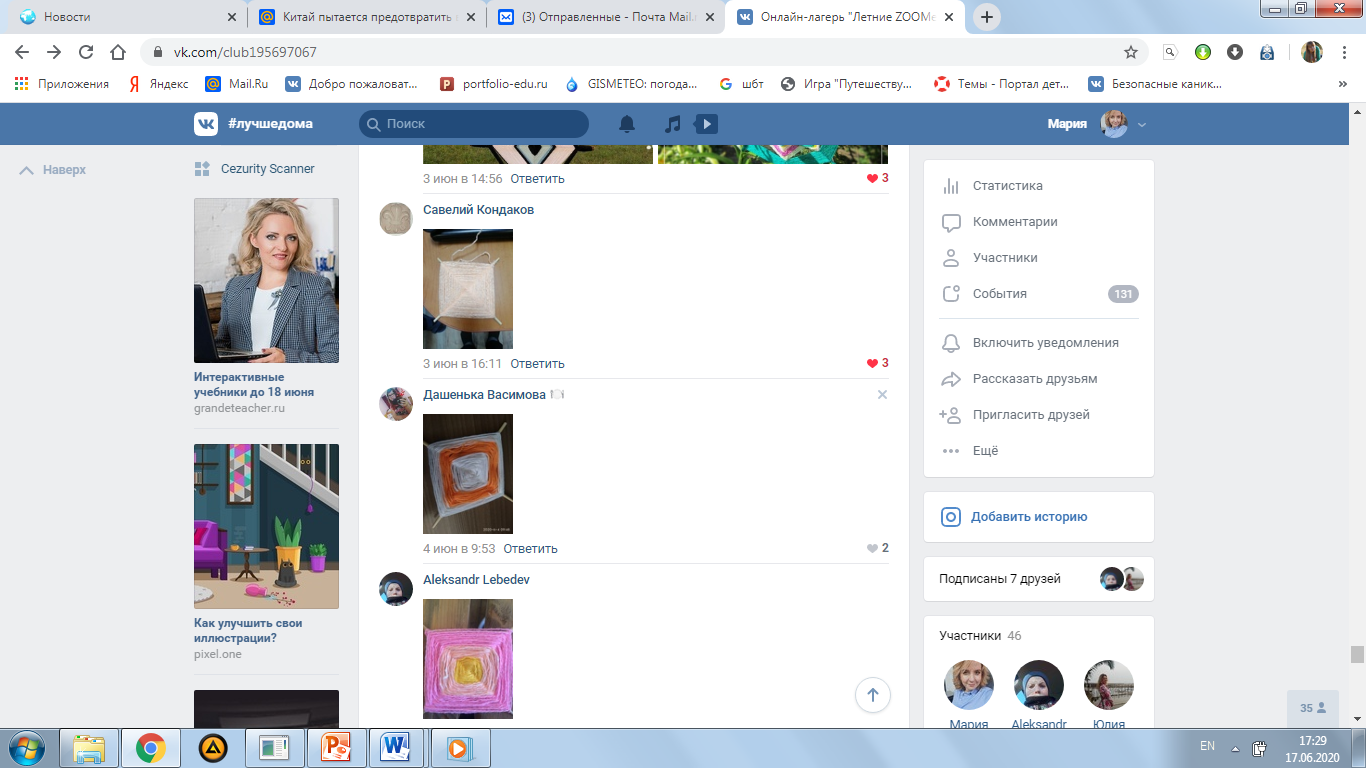 Новости
Китай пытается предотвратить
(3) Отправленные - Почта Mail.r
Онлайн-лагерь "Летние ZOOMe
vk.com/club195697067
Приложения
Яндекс
Mail.Ru
Добро пожаловат...
portfolio-edu.ru
GISMETEO: погода...
шбт
Игра "Путешеству...
Темы - Портал дет...
Безопасные каник...
»
#лучшедома
Поиск
Мария
Наверх
Cezurity Scanner
Интерактивные
учебники до 18 июня
grandeteacher.ru
Как улучшить свои
иллюстрации?
pixel.one
3 июн в 14:56 Ответить
3
Савелий Кондаков
3 июн в 16:11 Ответить
3
Дашенька Васимова
4 июн в 9:53 Ответить
2
Aleksandr Lebedev
Статистика
Комментарии
Участники
События
131
Включить уведомления
Рассказать друзьям
Пригласить друзей
Ещё
Добавить историю
Подписаны 7 друзей
Участники 46
Мария
Aleksandr
Юлия
35
EN
17:29
17.06.2020